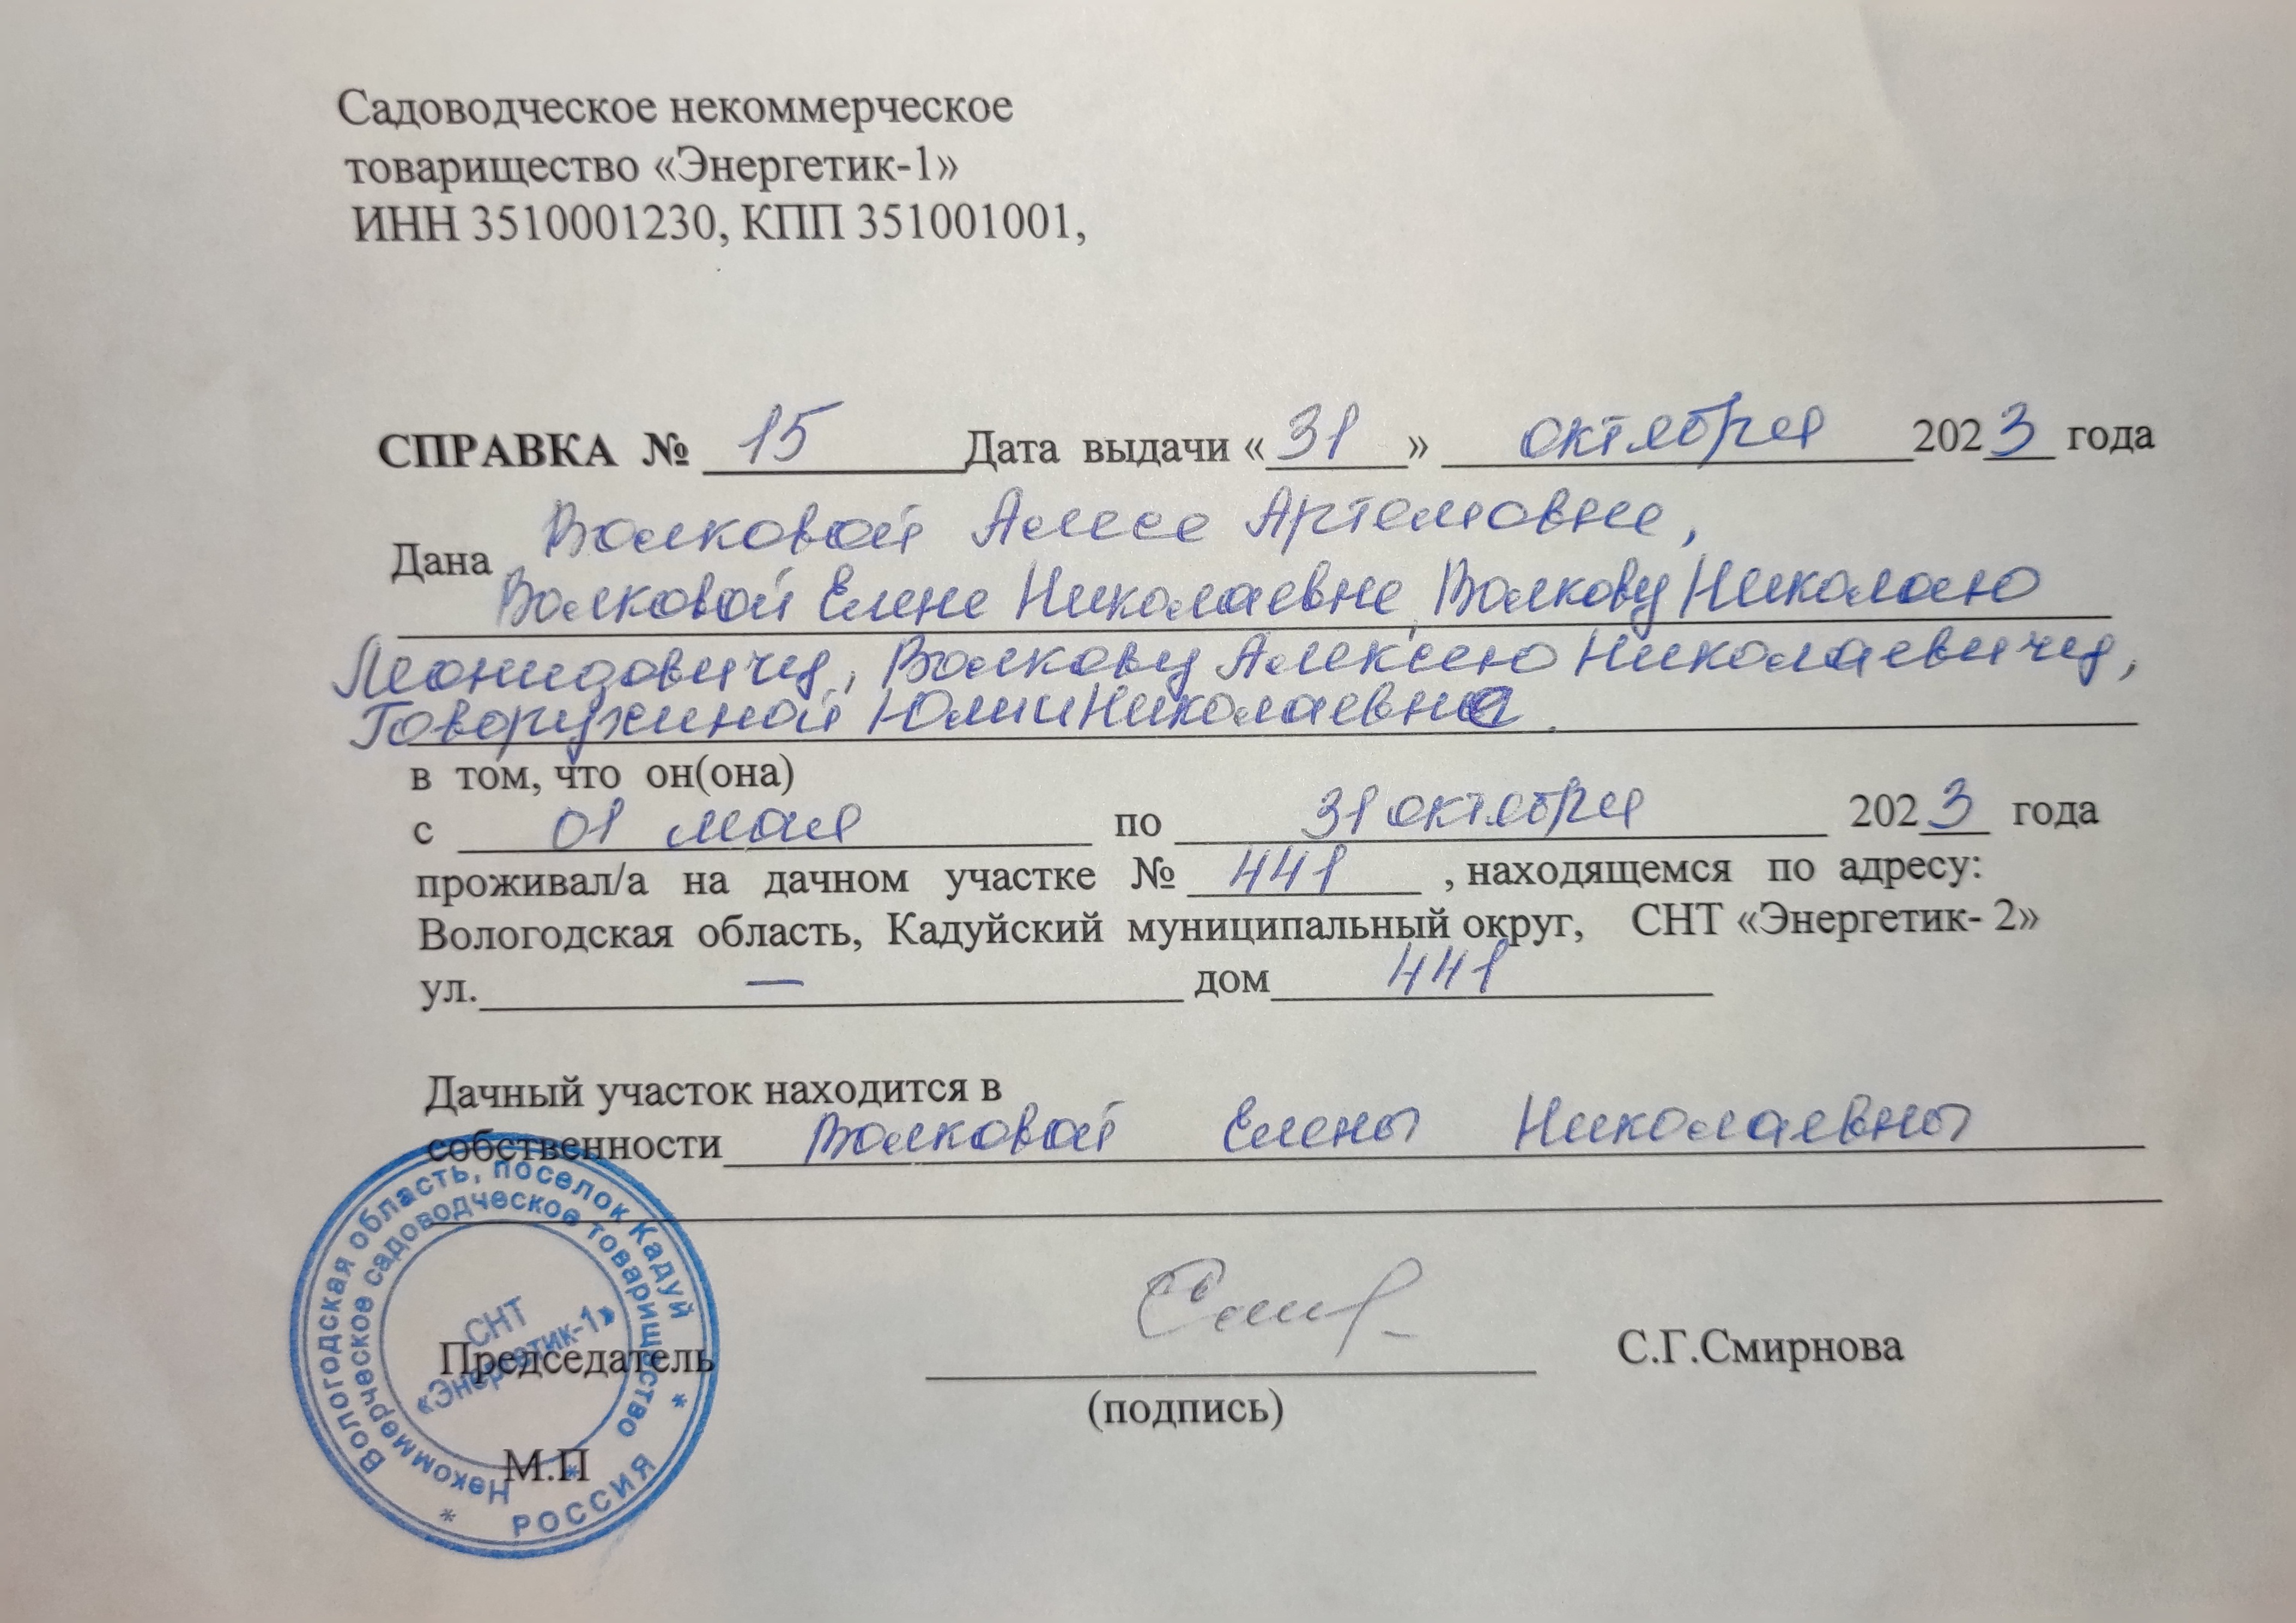 Садоводческое некоммерческое
товарищество «Энергетик-1»
ИНН 3510001230, КПП 351001001,
СПРАВКА № 15 Дата выдачи «31» октября 2023 года
Дана Волковой Алесе Артемовне,
Волковой Елене Николаевне, Волкову Николаю
Леонидовичу, Волкову Алексею Николаевичу,
Говорухиной Юлии Николаевне.
в том, что он(она)
с 01 мая по 31 октября 2023 года
проживал/а на дачном участке № 441, находящемся по адресу:
Вологодская область, Кадуйский муниципальный округ, СНТ «Энергетик- 2»
ул. — дом 441
Дачный участок находится в
собственности Волковой Елены Николаевны
Председатель
С.Г.Смирнова
(подпись)
М.П
Вологодская область, поселок Кадуй * РОССИЯ *
Некоммерческое садоводческое товарищество *
СНТ
«Энергетик-1»